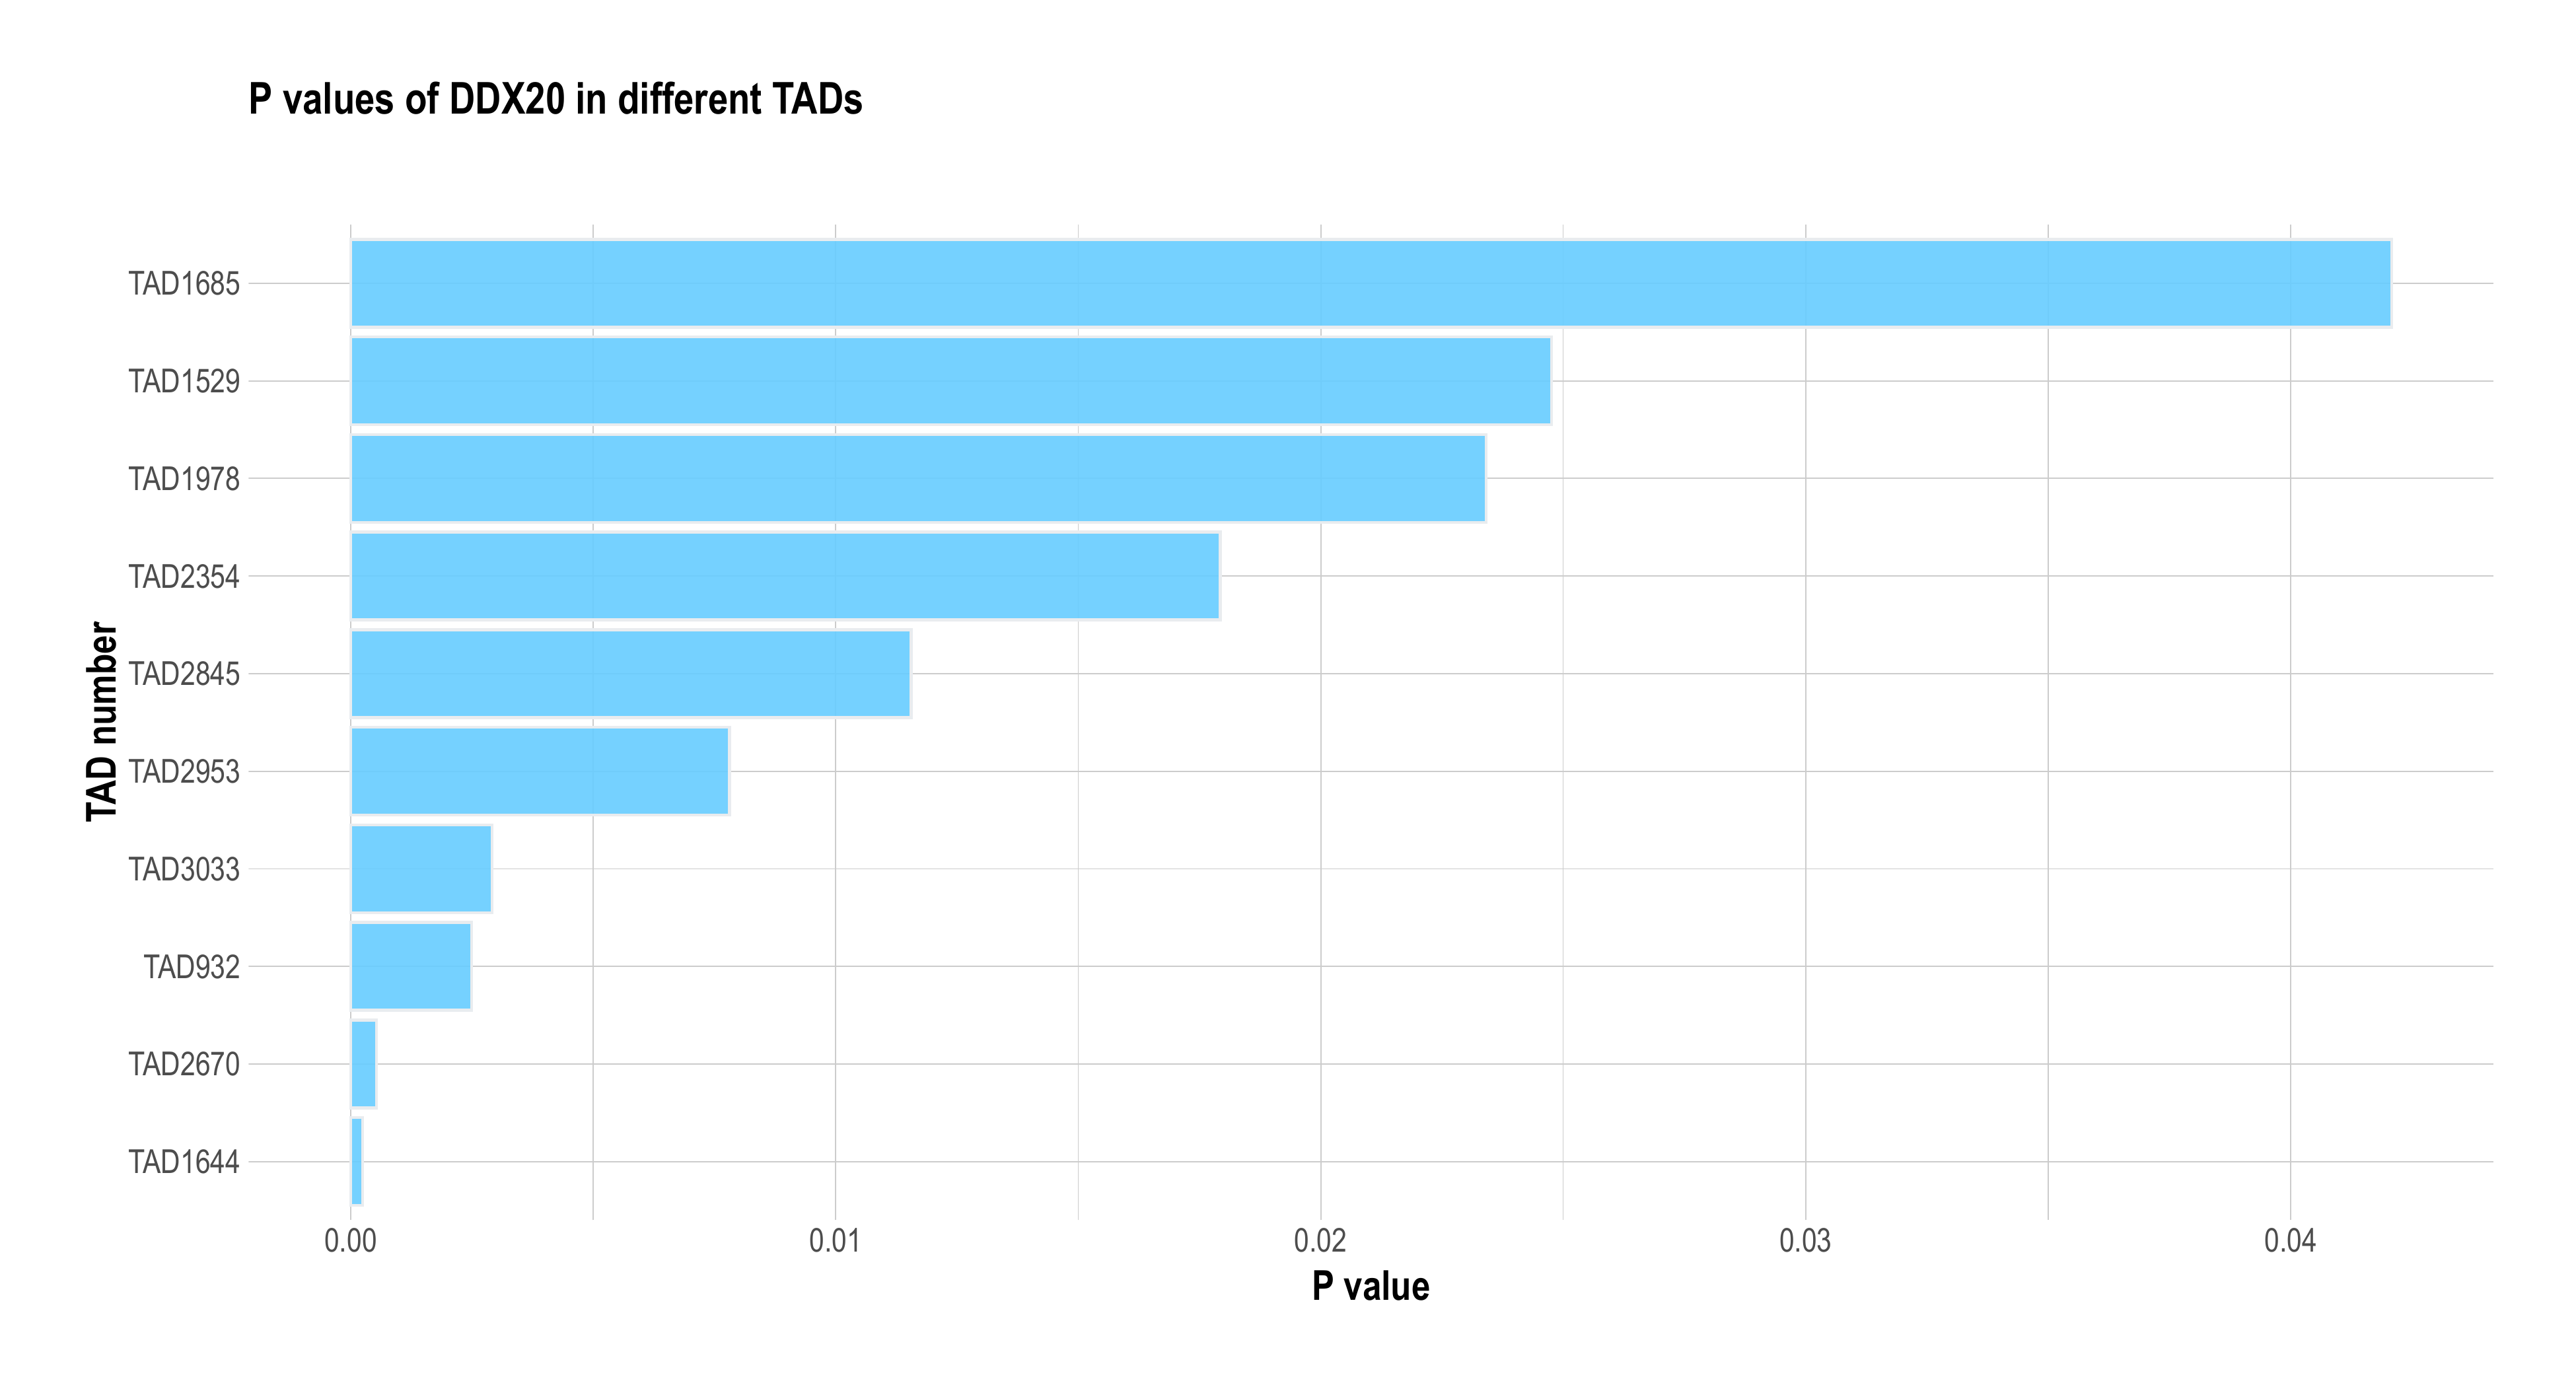 P values of DDX20 in different TADs
TAD number
TAD1685
TAD1529
TAD1978
TAD2354
TAD2845
TAD2953
TAD3033
TAD932
TAD2670
TAD1644
0.00 0.01 0.02 0.03 0.04
P value